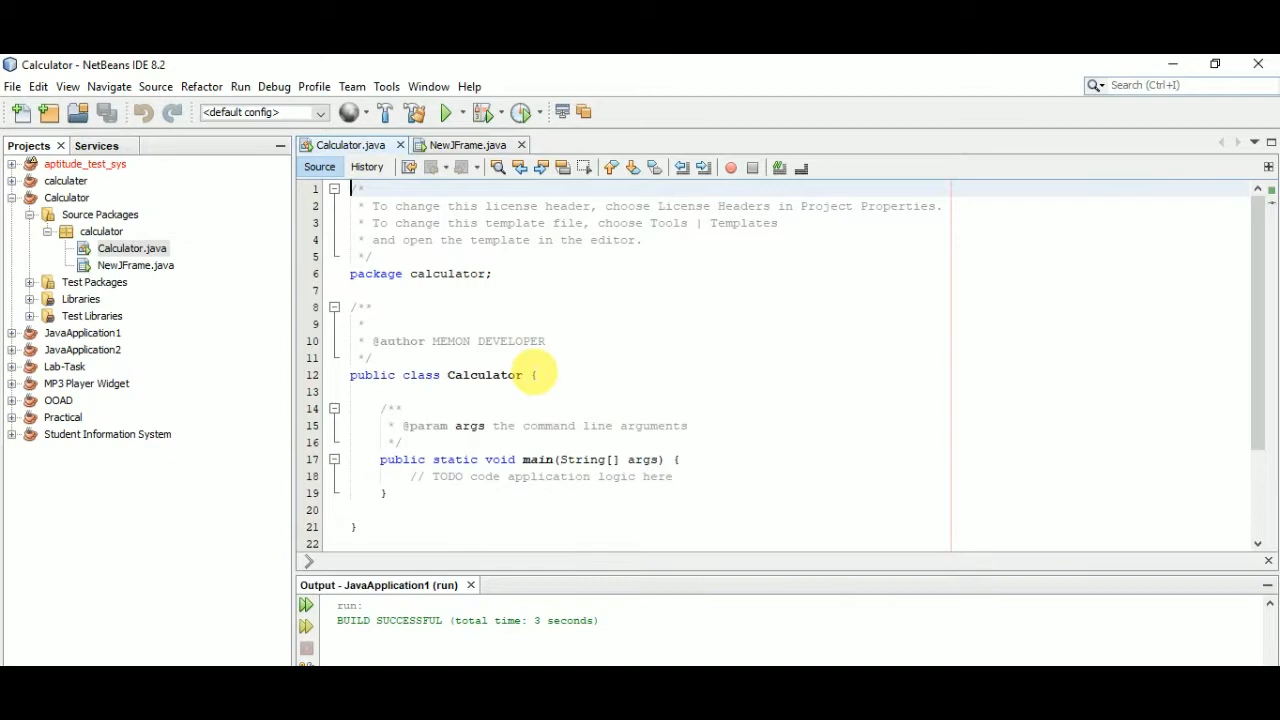 Calculator - NetBeans IDE 8.2
File Edit View Navigate Source Refactor Run Debug Profile Team Tools Window Help
Search (Ctrl+I)
<default config>
Projects Services
aptitude_test_sys
calculater
Calculator
Source Packages
calculator
Calculator.java
NewJFrame.java
Test Packages
Libraries
Test Libraries
JavaApplication1
JavaApplication2
Lab-Task
MP3 Player Widget
OOAD
Practical
Student Information System
Calculator.java NewJFrame.java
Source History
1 /*
2 * To change this license header, choose License Headers in Project Properties.
3 * To change this template file, choose Tools | Templates
4 * and open the template in the editor.
5 */
6 package calculator;
7
8 /**
9 *
10 * @author MEMON DEVELOPER
11 */
12 public class Calculator {
13
14 /**
15 * @param args the command line arguments
16 */
17 public static void main(String[] args) {
18 // TODO code application logic here
19 }
20
21 }
22
Output - JavaApplication1 (run)
run:
BUILD SUCCESSFUL (total time: 3 seconds)